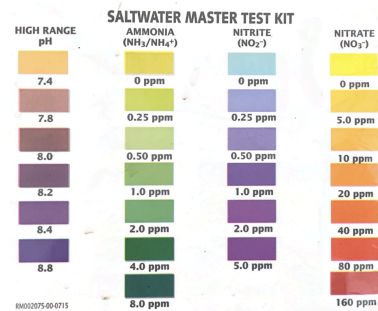 SALTWATER MASTER TEST KIT
HIGH RANGE
pH
7.4
7.8
8.0
8.2
8.4
8.8
AMMONIA
(NH₃/NH₄⁺)
0 ppm
0.25 ppm
0.50 ppm
1.0 ppm
2.0 ppm
4.0 ppm
8.0 ppm
NITRITE
(NO₂⁻)
0 ppm
0.25 ppm
0.50 ppm
1.0 ppm
2.0 ppm
5.0 ppm
NITRATE
(NO₃⁻)
0 ppm
5.0 ppm
10 ppm
20 ppm
40 ppm
80 ppm
160 ppm
RM002075-00-0715